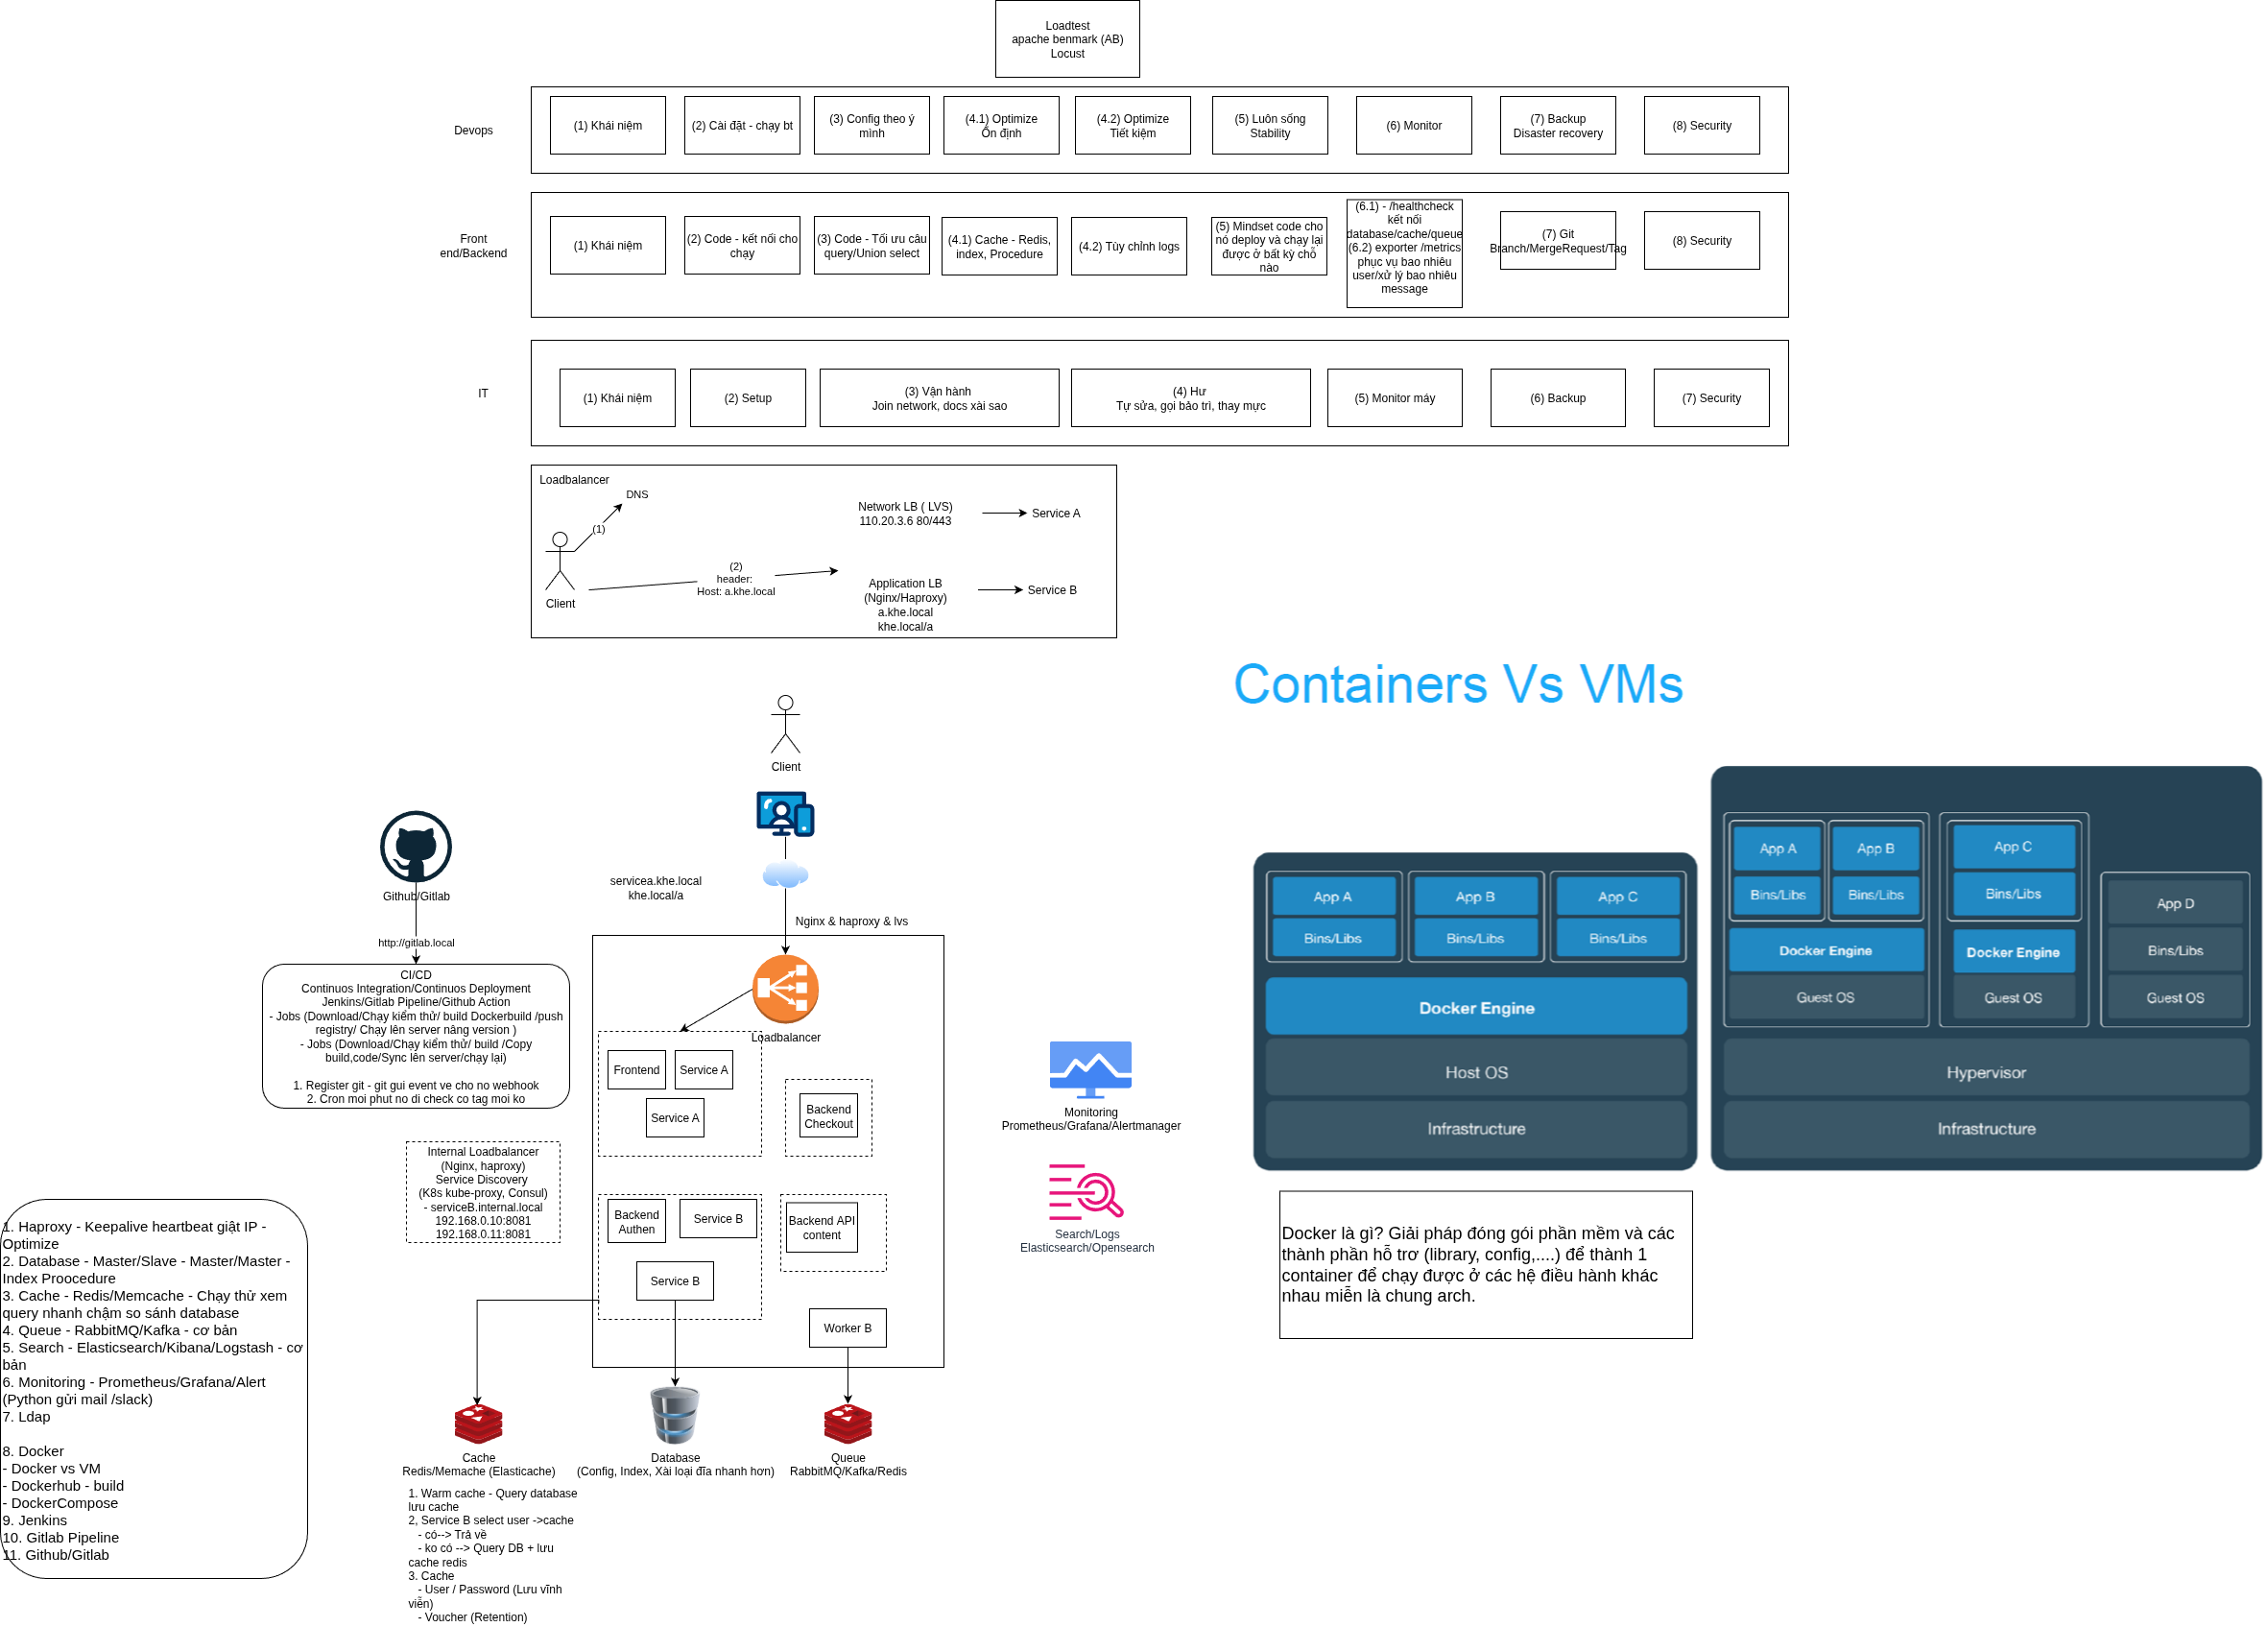 Loadtest
apache benmark (AB)
Locust
Devops
(1) Khái niệm
(2) Cài đặt - chạy bt
(3) Config theo ý
mình
(4.1) Optimize
Ổn định
(4.2) Optimize
Tiết kiệm
(5) Luôn sống
Stability
(6) Monitor
(7) Backup
Disaster recovery
(8) Security
Front
end/Backend
(1) Khái niệm
(2) Code - kết nối cho
chạy
(3) Code - Tối ưu câu
query/Union select
(4.1) Cache - Redis,
index, Procedure
(4.2) Tùy chỉnh logs
(5) Mindset code cho
nó deploy và chạy lại
được ở bất kỳ chỗ
nào
(6.1) - /healthcheck
kết nối
database/cache/queue
(6.2) exporter /metrics
phục vụ bao nhiêu
user/xử lý bao nhiêu
message
(7) Git
Branch/MergeRequest/Tag
(8) Security
IT
(1) Khái niệm
(2) Setup
(3) Vận hành
Join network, docs xài sao
(4) Hư
Tự sửa, gọi bảo trì, thay mực
(5) Monitor máy
(6) Backup
(7) Security
Loadbalancer
DNS
(1)
Client
(2)
header:
Host: a.khe.local
Network LB ( LVS)
110.20.3.6 80/443
Service A
Application LB
(Nginx/Haproxy)
a.khe.local
khe.local/a
Service B
Client
servicea.khe.local
khe.local/a
Nginx & haproxy & lvs
Loadbalancer
Frontend
Service A
Service A
Backend
Checkout
Backend
Authen
Service B
Service B
Backend API
content
Worker B
Github/Gitlab
http://gitlab.local
CI/CD
Continuos Integration/Continuos Deployment
Jenkins/Gitlab Pipeline/Github Action
- Jobs (Download/Chạy kiểm thử/ build Dockerbuild /push
registry/ Chạy lên server nâng version )
- Jobs (Download/Chạy kiểm thử/ build /Copy
build,code/Sync lên server/chạy lại)
1. Register git - git gui event ve cho no webhook
2. Cron moi phut no di check co tag moi ko
Internal Loadbalancer
(Nginx, haproxy)
Service Discovery
(K8s kube-proxy, Consul)
- serviceB.internal.local
192.168.0.10:8081
192.168.0.11:8081
1. Haproxy - Keepalive heartbeat giật IP -
Optimize
2. Database - Master/Slave - Master/Master -
Index Proocedure
3. Cache - Redis/Memcache - Chạy thử xem
query nhanh chậm so sánh database
4. Queue - RabbitMQ/Kafka - cơ bản
5. Search - Elasticsearch/Kibana/Logstash - cơ
bản
6. Monitoring - Prometheus/Grafana/Alert
(Python gửi mail /slack)
7. Ldap
8. Docker
- Docker vs VM
- Dockerhub - build
- DockerCompose
9. Jenkins
10. Gitlab Pipeline
11. Github/Gitlab
Cache
Redis/Memache (Elasticache)
Database
(Config, Index, Xài loại đĩa nhanh hơn)
Queue
RabbitMQ/Kafka/Redis
1. Warm cache - Query database
lưu cache
2, Service B select user ->cache
- có--> Trả về
- ko có --> Query DB + lưu
cache redis
3. Cache
- User / Password (Lưu vĩnh
viễn)
- Voucher (Retention)
Monitoring
Prometheus/Grafana/Alertmanager
Search/Logs
Elasticsearch/Opensearch
Containers Vs VMs
App A
App B
App C
Bins/Libs
Bins/Libs
Bins/Libs
Docker Engine
Host OS
Infrastructure
App A
App B
App C
Bins/Libs
Bins/Libs
Bins/Libs
App D
Docker Engine
Docker Engine
Bins/Libs
Guest OS
Guest OS
Guest OS
Hypervisor
Infrastructure
Docker là gì? Giải pháp đóng gói phần mềm và các
thành phần hỗ trơ (library, config,....) để thành 1
container để chạy được ở các hệ điều hành khác
nhau miễn là chung arch.